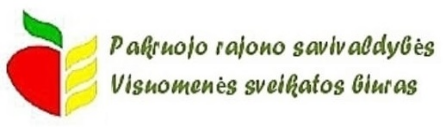 Pakruojo rajono savivaldybės
Visuomenės sveikatos biuras